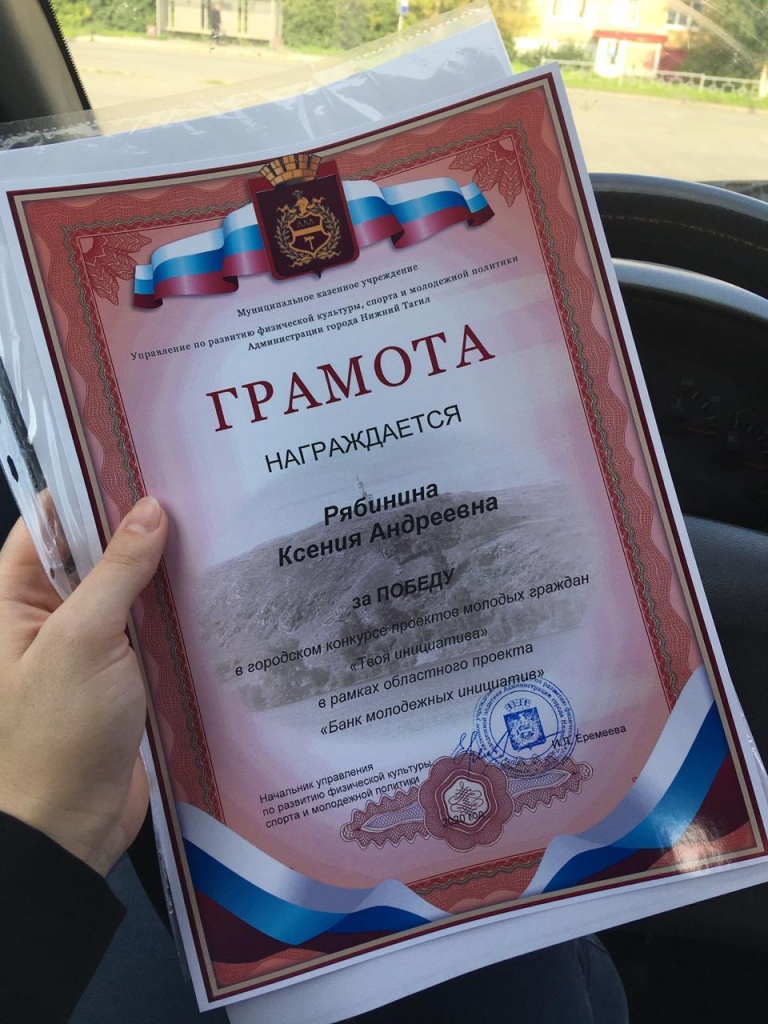 Муниципальное казенное учреждение
Управление по развитию физической культуры, спорта и молодежной политики
Администрации города Нижний Тагил
ГРАМОТА
НАГРАЖДАЕТСЯ
Рябинина
Ксения Андреевна
за ПОБЕДУ
в городском конкурсе проектов молодых граждан
«Твоя инициатива»
в рамках областного проекта
«Банк молодежных инициатив»
Начальник управления
по развитию физической культуры,
спорта и молодежной политики
И.Д. Еремеева
2020 год